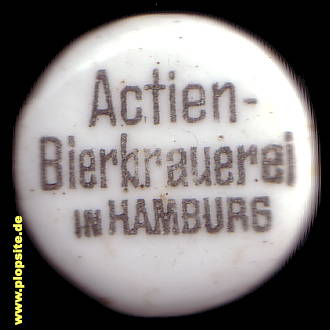 Actien-
Bierbrauerei
IN HAMBURG
www.plopsite.de